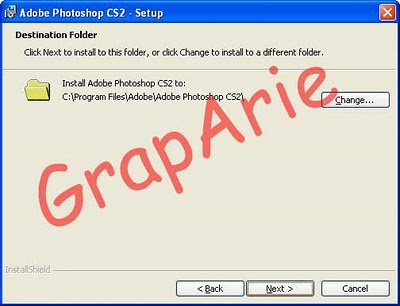 Adobe Photoshop CS2 - Setup
Destination Folder
Click Next to install to this folder, or click Change to install to a different folder.
Install Adobe Photoshop CS2 to:
C:\Program Files\Adobe\Adobe Photoshop CS2\
Change...
GrapArie
InstallShield
< Back
Next >
Cancel